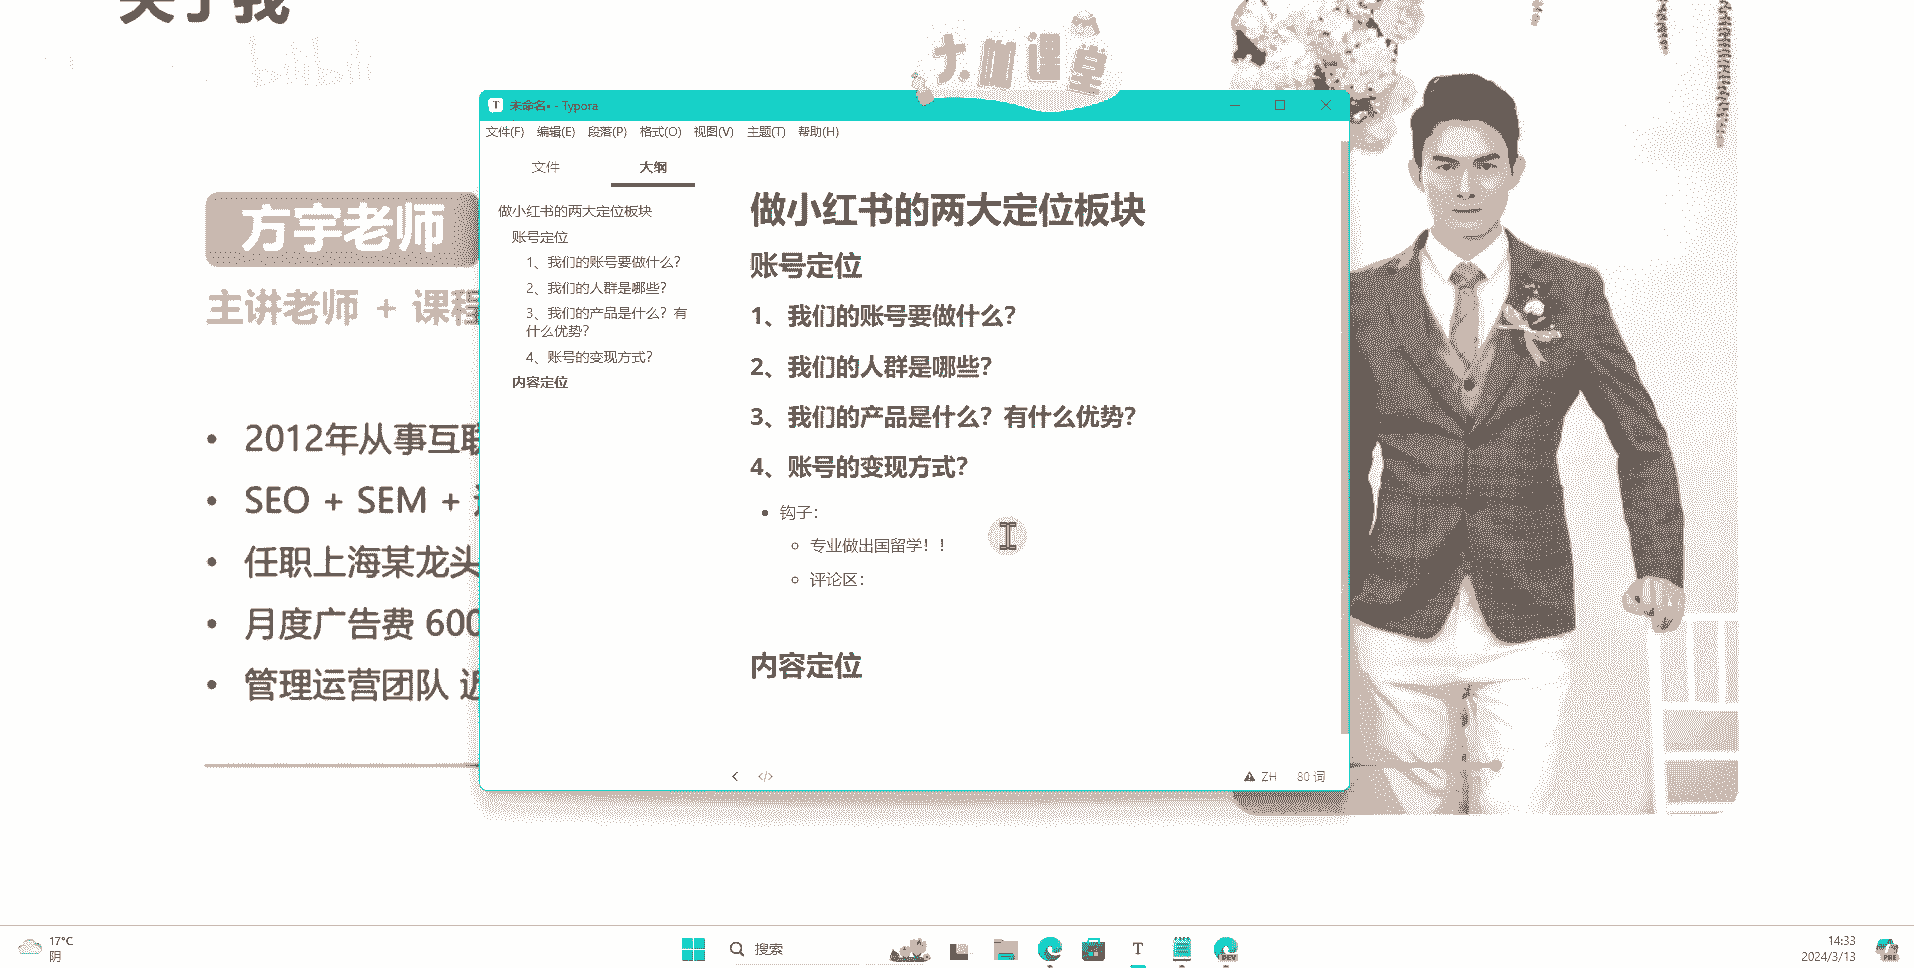 关于我
bilibili
大咖课堂
未命名• - Typora
文件(F) 编辑(E) 段落(P) 格式(O) 视图(V) 主题(T) 帮助(H)
文件 大纲
做小红书的两大定位板块
账号定位
1、我们的账号要做什么？
2、我们的人群是哪些？
3、我们的产品是什么？有
什么优势？
4、账号的变现方式？
内容定位
做小红书的两大定位板块
账号定位
1、我们的账号要做什么？
2、我们的人群是哪些？
3、我们的产品是什么？有什么优势？
4、账号的变现方式？
• 钩子：
专业做出国留学！！
评论区：
内容定位
ZH 80 词
方宇老师
主讲老师 + 课程
• 2012年从事互联
• SEO + SEM +
• 任职上海某龙头
• 月度广告费 600
• 管理运营团队 近
17°C
阴
搜索
T
DEV
14:33
2024/3/13
PRE